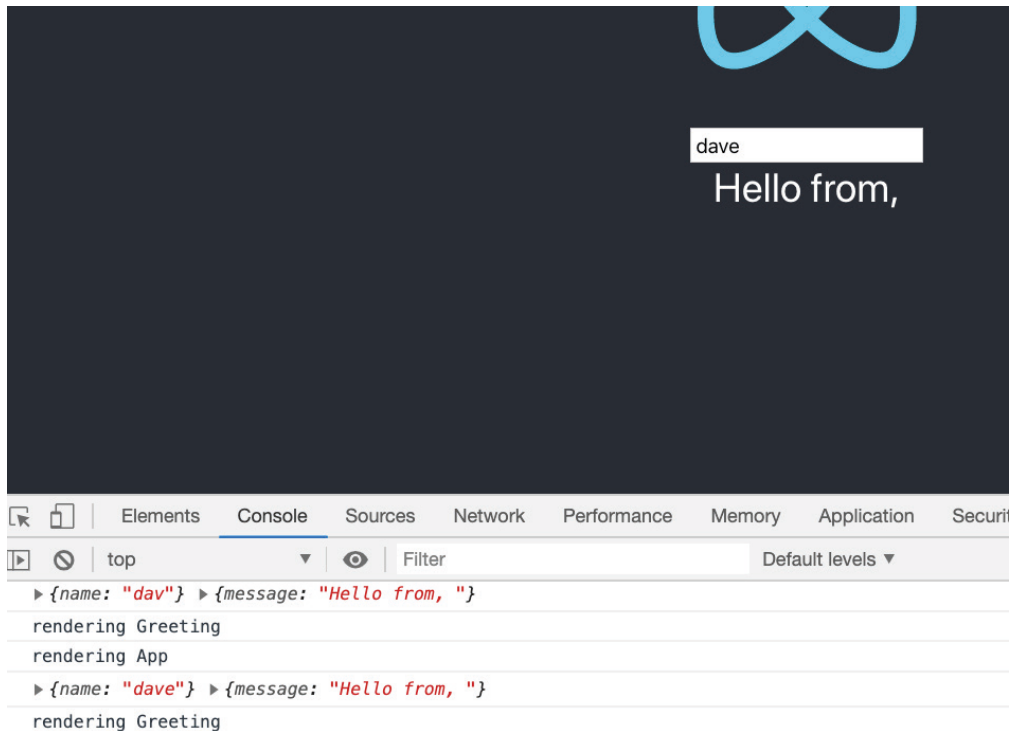 dave
Hello from,
Elements Console Sources Network Performance Memory Application Securit
top Filter Default levels ▼
▶ {name: "dav"} ▶ {message: "Hello from, "}
rendering Greeting
rendering App
▶ {name: "dave"} ▶ {message: "Hello from, "}
rendering Greeting